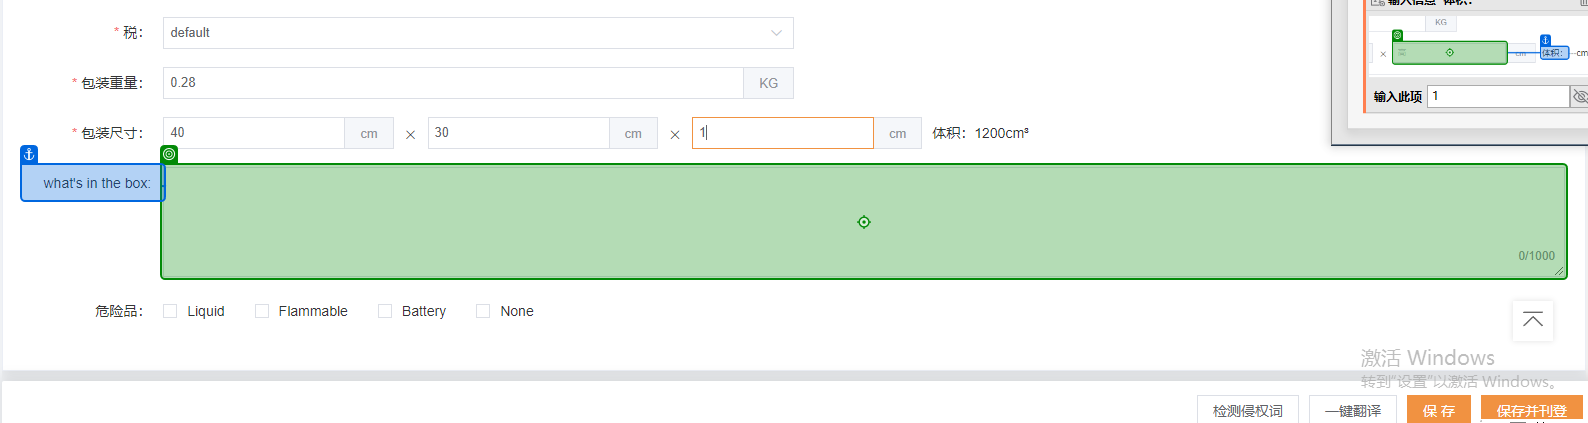 * 税： default
* 包装重量： 0.28 KG
* 包装尺寸： 40 cm × 30 cm × 1 cm 体积：1200cm³
what's in the box:
0/1000
危险品： Liquid Flammable Battery None
输入信息 '体积：'
KG
× 高 cm 体积： cm
输入此项 1
激活 Windows
转到"设置"以激活 Windows。
检测侵权词 一键翻译 保 存 保存并刊登